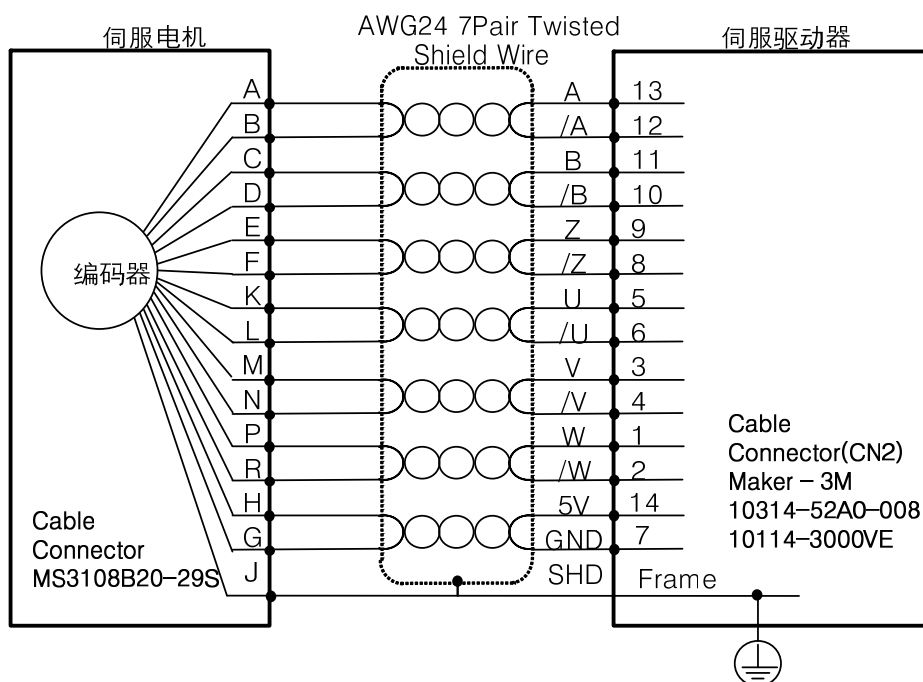 伺服电机
AWG24 7Pair Twisted
Shield Wire
伺服驱动器
A A 13
B /A 12
C B 11
D /B 10
E Z 9
F /Z 8
K U 5
L /U 6
M V 3
N /V 4
P W 1
R /W 2
H 5V 14
G GND 7
J SHD Frame
编码器
Cable
Connector
MS3108B20-29S
Cable
Connector(CN2)
Maker - 3M
10314-52A0-008
10114-3000VE